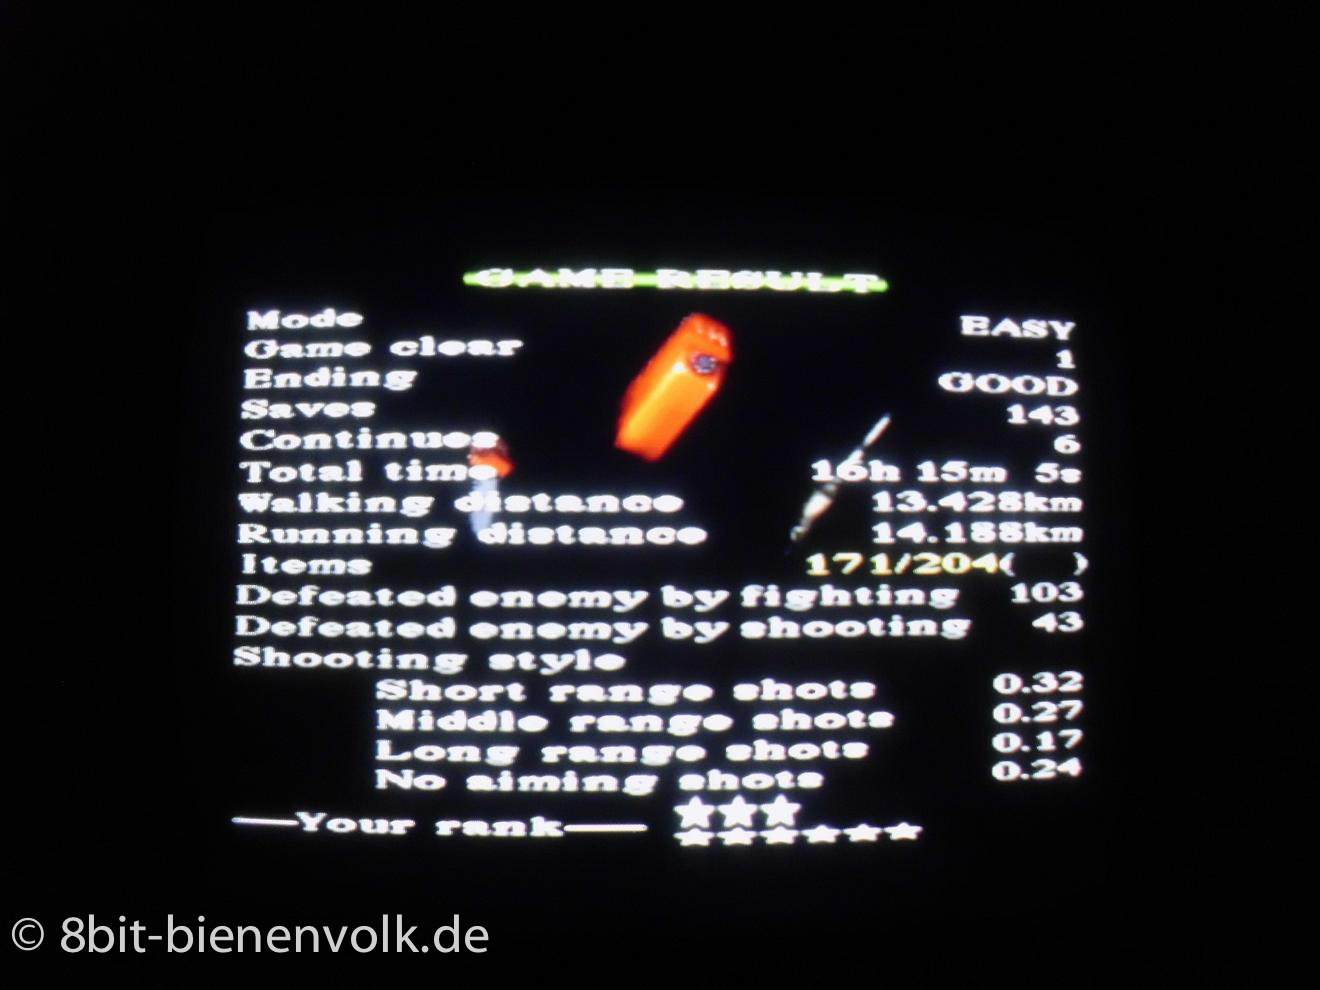 GAME RESULT
Mode EASY
Game clear 1
Ending GOOD
Saves 143
Continues 6
Total time 16h 15m 5s
Walking distance 13.428km
Running distance 14.188km
Items 171/204( )
Defeated enemy by fighting 103
Defeated enemy by shooting 43
Shooting style
Short range shots 0.32
Middle range shots 0.27
Long range shots 0.17
No aiming shots 0.24
Your rank
© 8bit-bienenvolk.de